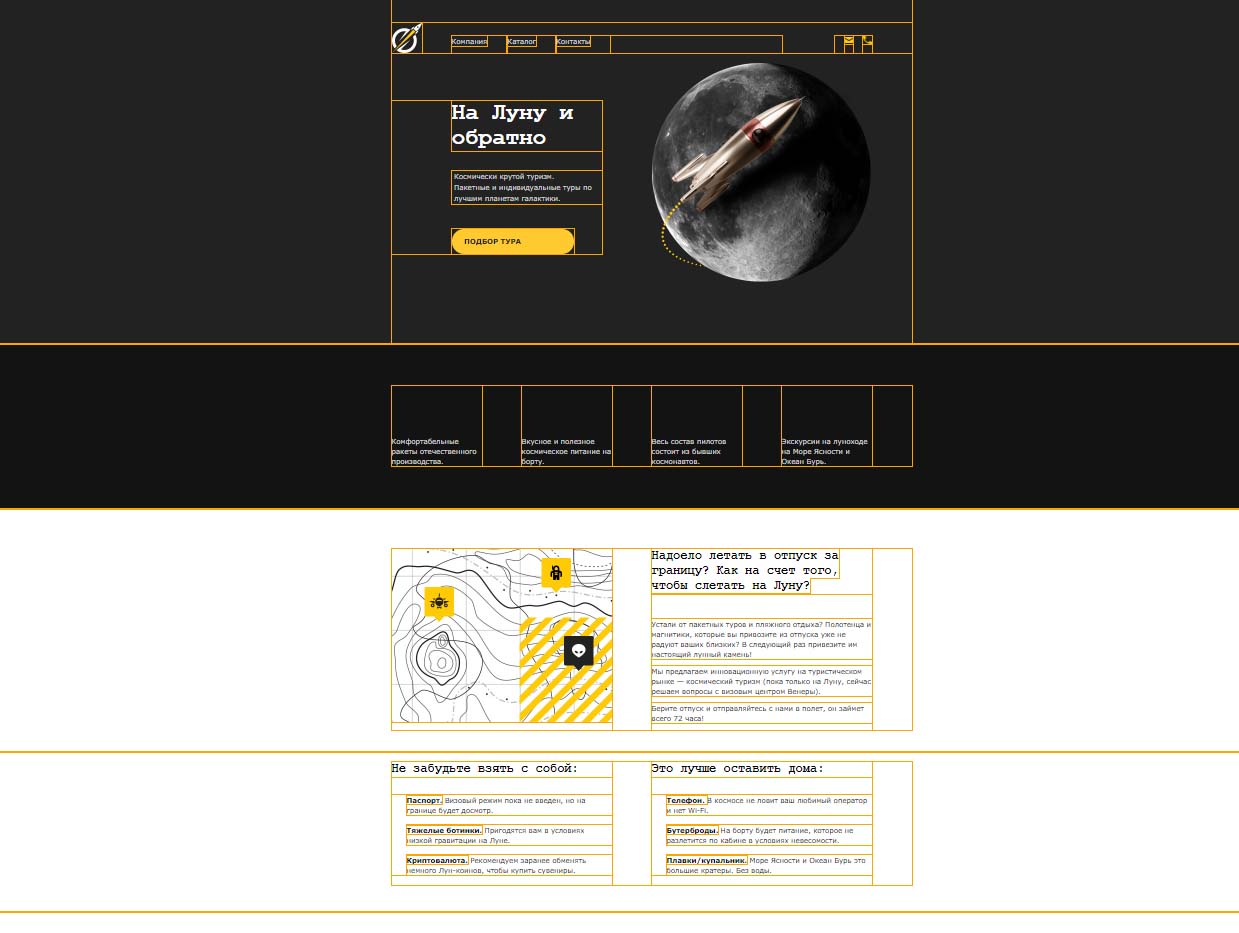 Компания Каталог Контакты
На Луну и
обратно
Космически крутой туризм.
Пакетные и индивидуальные туры по
лучшим планетам галактики.
ПОДБОР ТУРА
Комфортабельные
ракеты отечественного
производства.
Вкусное и полезное
космическое питание на
борту.
Весь состав пилотов
состоит из бывших
космонавтов.
Экскурсии на луноходе
на Море Ясности и
Океан Бурь.
Надоело летать в отпуск за
границу? Как на счет того,
чтобы слетать на Луну?
Устали от пакетных туров и пляжного отдыха? Полотенца и
магнитики, которые вы привозите из отпуска уже не
радуют ваших близких? В следующий раз привезите им
настоящий лунный камень!
Мы предлагаем инновационную услугу на туристическом
рынке — космический туризм (пока только на Луну, сейчас
решаем вопросы с визовым центром Венеры).
Берите отпуск и отправляйтесь с нами в полет, он займет
всего 72 часа!
Не забудьте взять с собой:
Паспорт. Визовый режим пока не введен, но на
границе будет досмотр.
Тяжелые ботинки. Пригодятся вам в условиях
низкой гравитации на Луне.
Криптовалюта. Рекомендуем заранее обменять
немного Лун-коинов, чтобы купить сувениры.
Это лучше оставить дома:
Телефон. В космосе не ловит ваш любимый оператор
и нет Wi-Fi.
Бутерброды. На борту будет питание, которое не
разлетится по кабине в условиях невесомости.
Плавки/купальник. Море Ясности и Океан Бурь это
большие кратеры. Без воды.